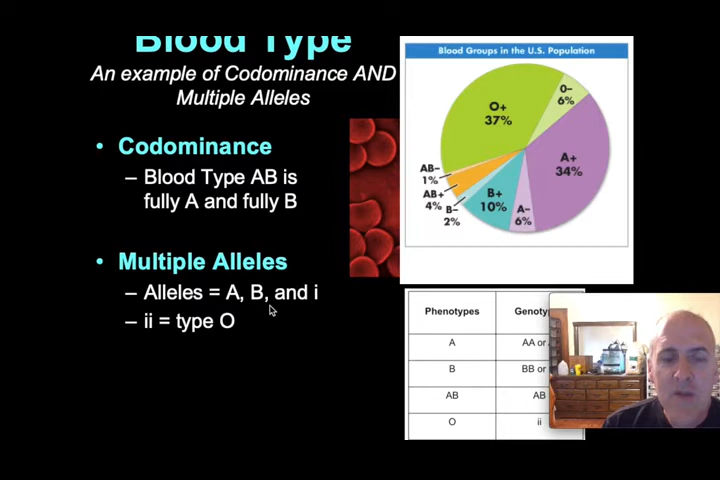 Blood Type
An example of Codominance AND
Multiple Alleles
• Codominance
– Blood Type AB is
fully A and fully B
• Multiple Alleles
– Alleles = A, B, and i
– ii = type O
Blood Groups in the U.S. Population
O+
37%
O–
6%
A+
34%
A–
6%
B+
10%
B–
2%
AB+
4%
AB–
1%
Phenotypes
A AA or
B BB or
AB AB
O ii